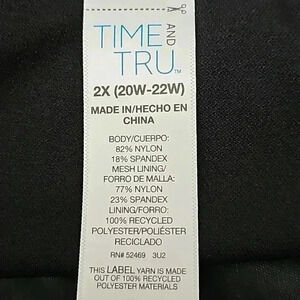 TIME AND
TRU™
2X (20W-22W)
MADE IN/HECHO EN
CHINA
BODY/CUERPO:
82% NYLON
18% SPANDEX
MESH LINING/
FORRO DE MALLA:
77% NYLON
23% SPANDEX
LINING/FORRO:
100% RECYCLED
POLYESTER/POLIÉSTER
RECICLADO
RN# 52469 3U2
THIS LABEL YARN IS MADE
OF 100% RECYCLED
POLYESTER MATERIALS